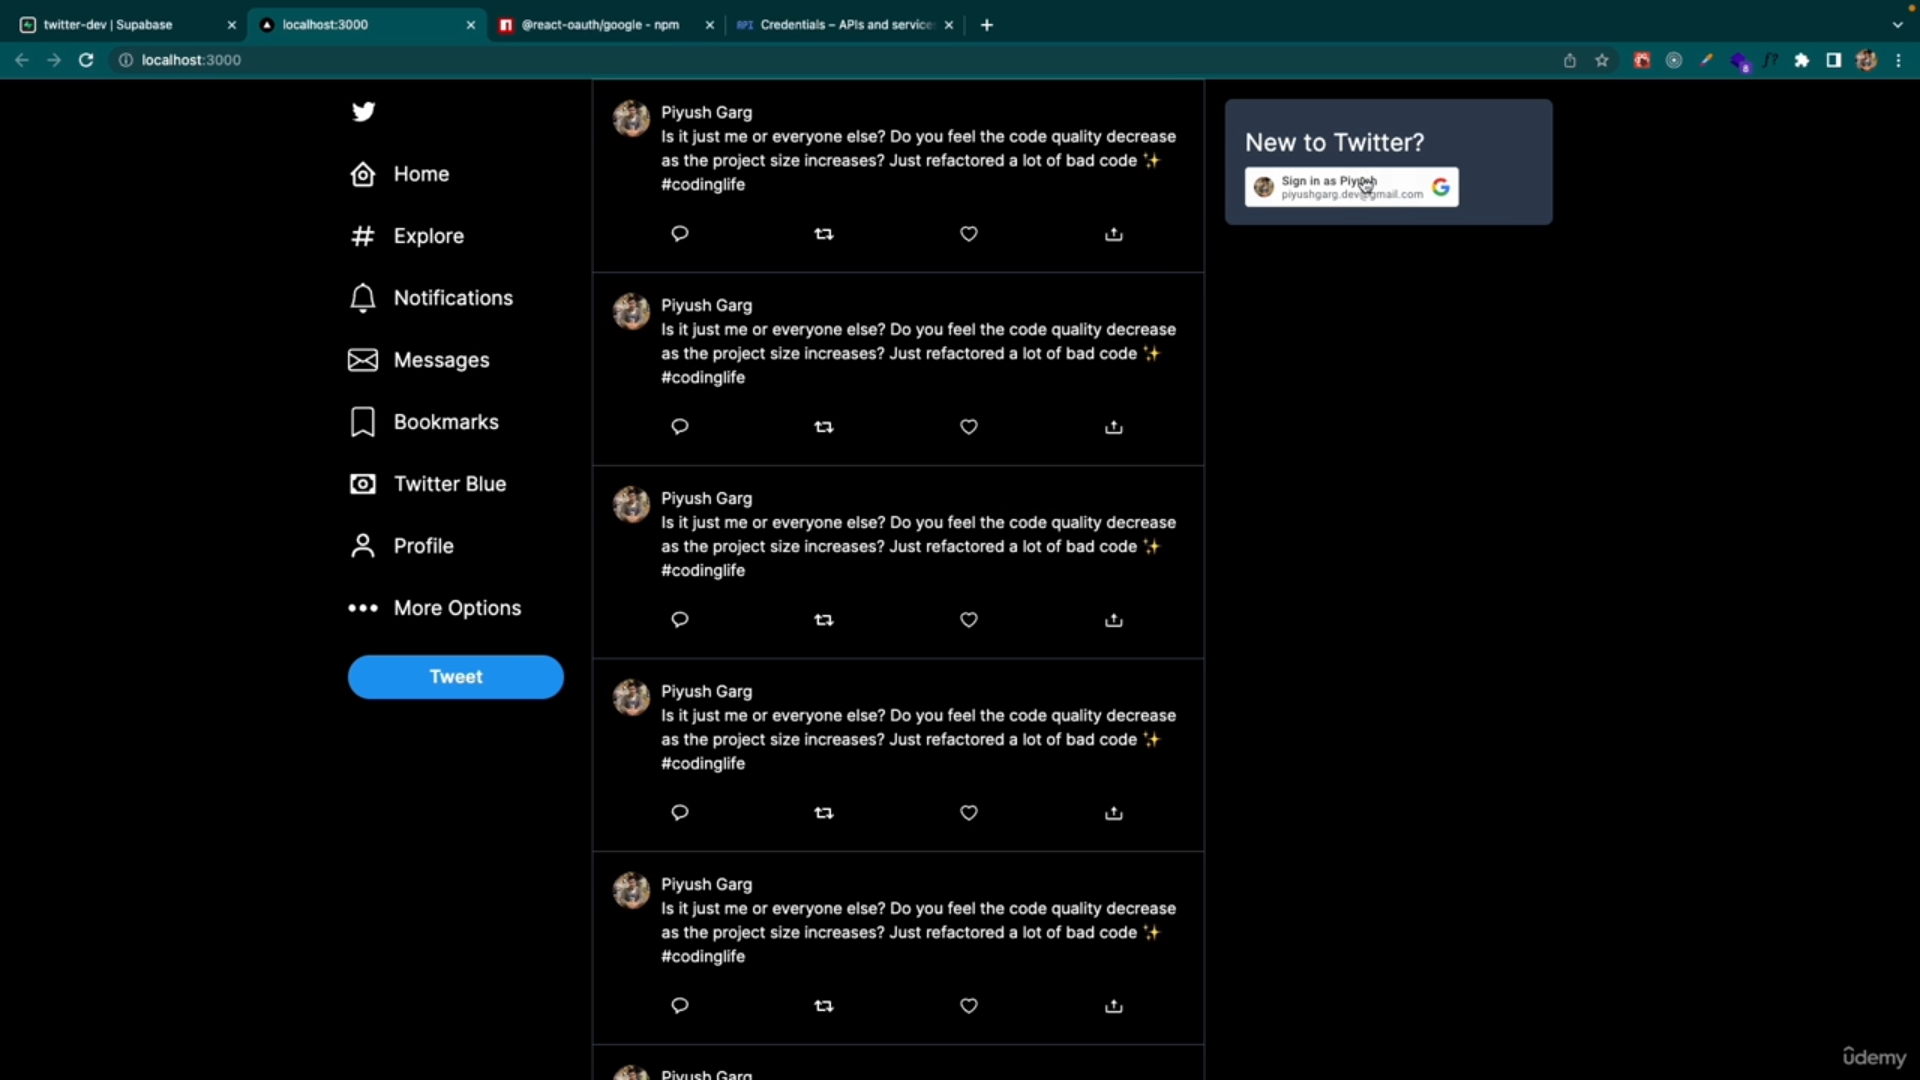 twitter-dev | Supabase
localhost:3000
@react-oauth/google - npm
API Credentials – APIs and service
localhost:3000
Home
Explore
Notifications
Messages
Bookmarks
Twitter Blue
Profile
More Options
Tweet
Piyush Garg
Is it just me or everyone else? Do you feel the code quality decrease
as the project size increases? Just refactored a lot of bad code ✨
#codinglife
Piyush Garg
Is it just me or everyone else? Do you feel the code quality decrease
as the project size increases? Just refactored a lot of bad code ✨
#codinglife
Piyush Garg
Is it just me or everyone else? Do you feel the code quality decrease
as the project size increases? Just refactored a lot of bad code ✨
#codinglife
Piyush Garg
Is it just me or everyone else? Do you feel the code quality decrease
as the project size increases? Just refactored a lot of bad code ✨
#codinglife
Piyush Garg
Is it just me or everyone else? Do you feel the code quality decrease
as the project size increases? Just refactored a lot of bad code ✨
#codinglife
Piyush Garg
New to Twitter?
Sign in as Piyush
piyushgarg.dev@gmail.com
ûdemy